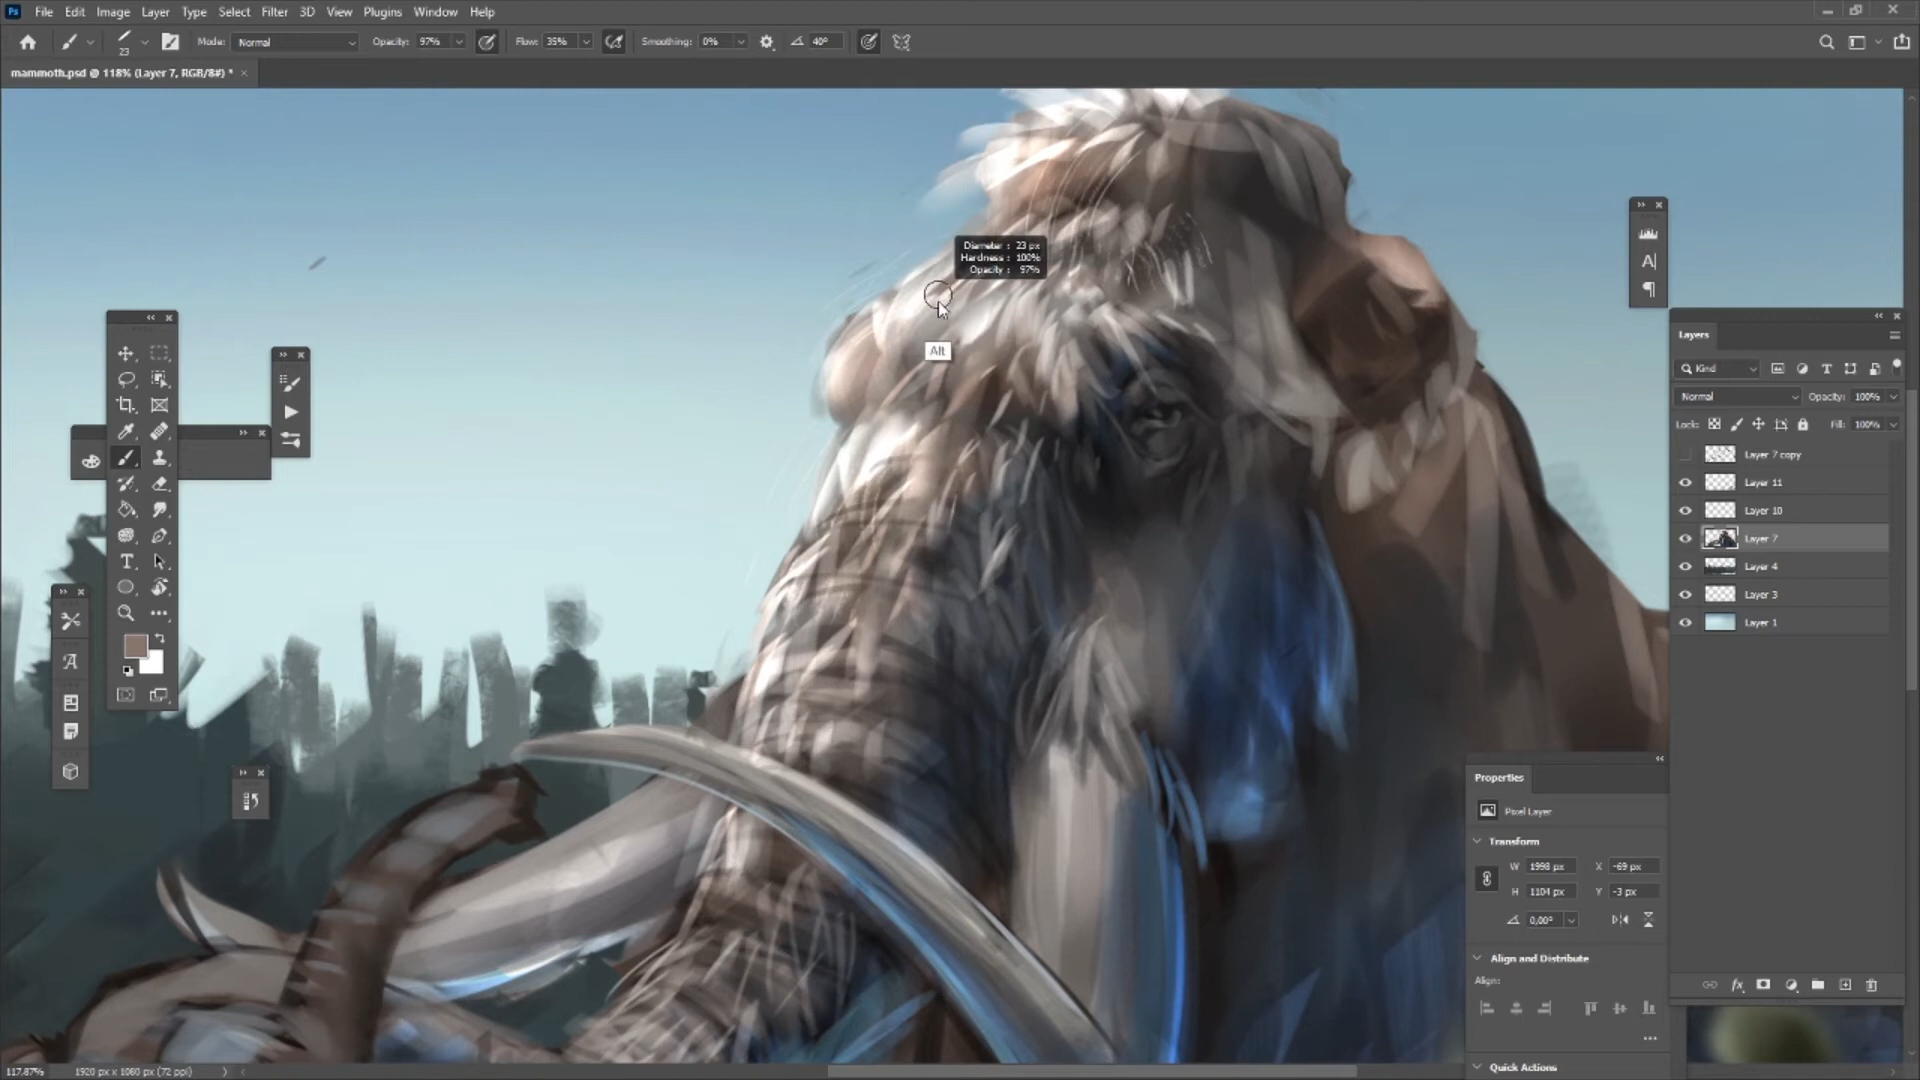 Ps File Edit Image Layer Type Select Filter 3D View Plugins Window Help
23 Mode: Normal Opacity: 97% Flow: 35% Smoothing: 0% 40°
mammoth.psd @ 118% (Layer 7, RGB/8#) * ×
Diameter : 23 px
Hardness : 100%
Opacity : 97%
Alt
Layers
Kind
Normal Opacity: 100%
Lock: Fill: 100%
Layer 7 copy
Layer 11
Layer 10
Layer 7
Layer 4
Layer 3
Layer 1
Properties
Pixel Layer
Transform
W 1998 px X -69 px
H 1104 px Y -3 px
0,00°
Align and Distribute
Align:
Quick Actions
117.87% 1920 px x 1080 px (72 ppi)